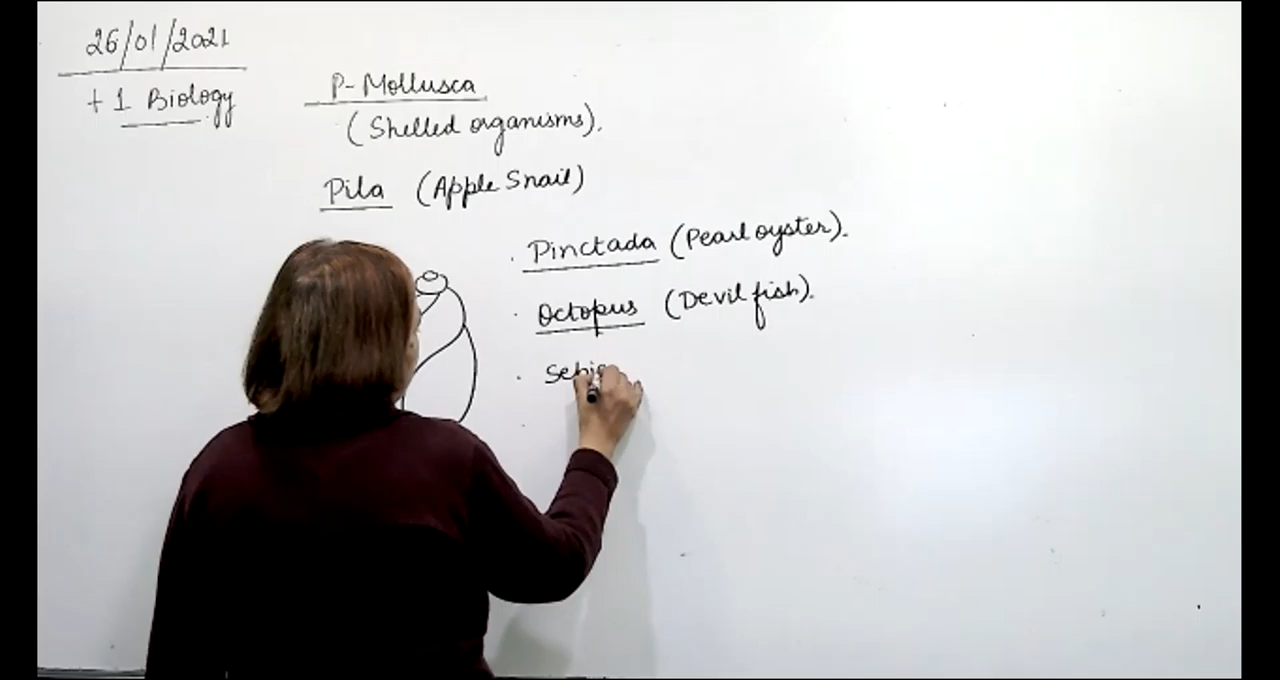 26/01/2021
+ 1 Biology
P- Mollusca
(Shelled organisms).
Pila (Apple Snail)
. Pinctada (Pearl oyster).
. Octopus (Devil fish).
.